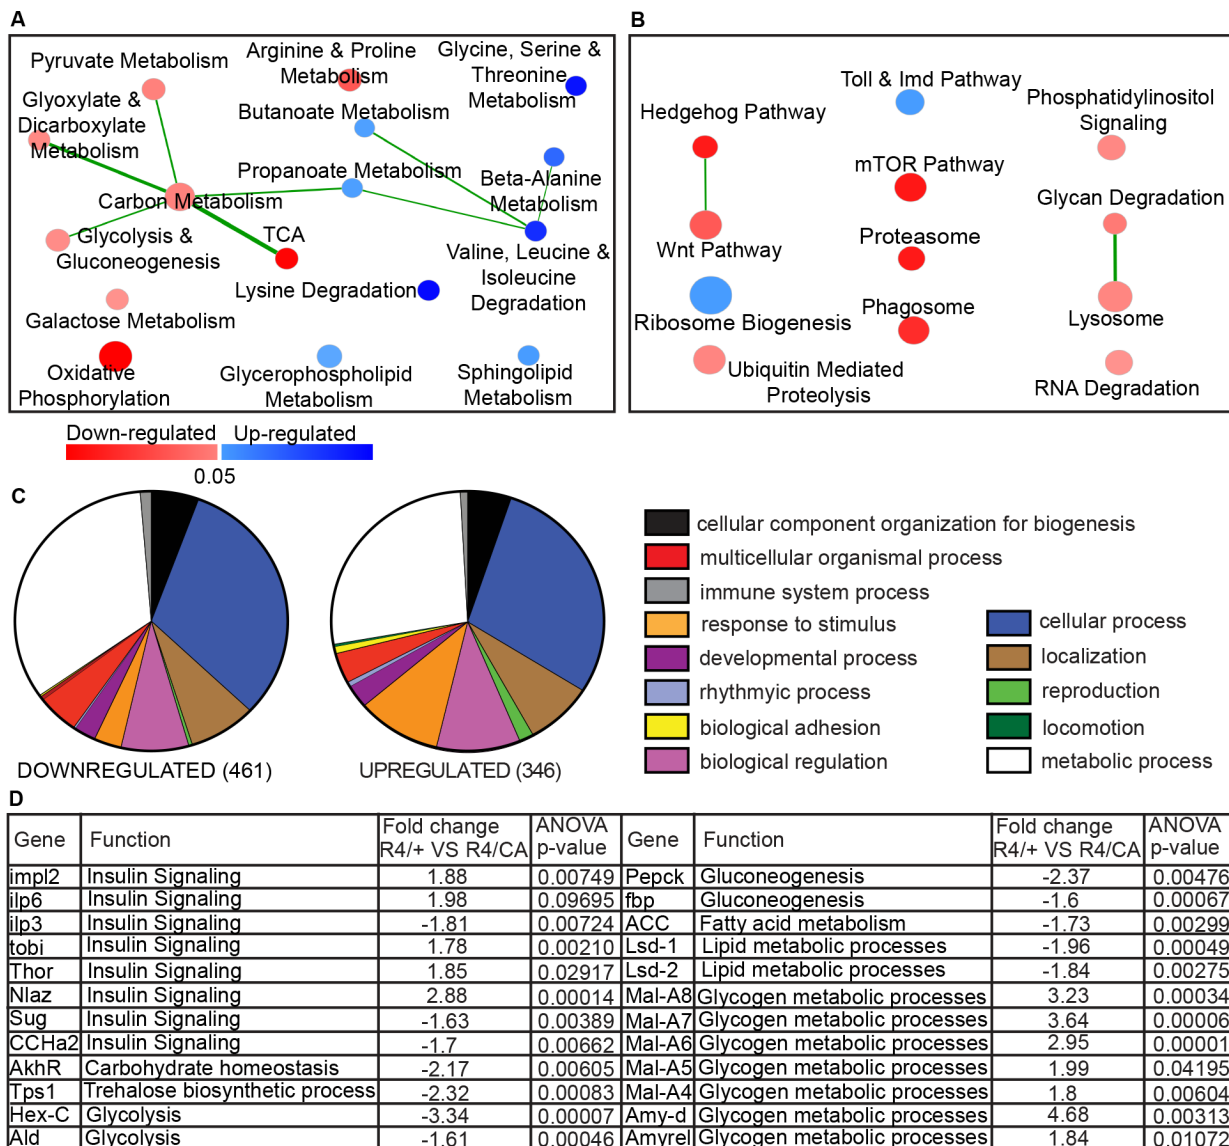 A
Pyruvate Metabolism
Glyoxylate &
Dicarboxylate
Metabolism
Arginine & Proline
Metabolism
Glycine, Serine &
Threonine
Metabolism
Butanoate Metabolism
Propanoate Metabolism
Beta-Alanine
Metabolism
Carbon Metabolism
Glycolysis &
Gluconeogenesis
TCA
Valine, Leucine &
Isoleucine
Degradation
Lysine Degradation
Galactose Metabolism
Oxidative
Phosphorylation
Glycerophospholipid
Metabolism
Sphingolipid
Metabolism
Down-regulated
Up-regulated
0.05
B
Hedgehog Pathway
Toll & Imd Pathway
Phosphatidylinositol
Signaling
mTOR Pathway
Wnt Pathway
Glycan Degradation
Proteasome
Ribosome Biogenesis
Phagosome
Lysosome
Ubiquitin Mediated
Proteolysis
RNA Degradation
C
DOWNREGULATED (461)
UPREGULATED (346)
cellular component organization for biogenesis
multicellular organismal process
immune system process
response to stimulus
developmental process
rhythmyic process
biological adhesion
biological regulation
cellular process
localization
reproduction
locomotion
metabolic process
D
Gene Function Fold change R4/+ VS R4/CA ANOVA p-value Gene Function Fold change R4/+ VS R4/CA ANOVA p-value
impl2 Insulin Signaling 1.88 0.00749 Pepck Gluconeogenesis -2.37 0.00476
ilp6 Insulin Signaling 1.98 0.09695 fbp Gluconeogenesis -1.6 0.00067
ilp3 Insulin Signaling -1.81 0.00724 ACC Fatty acid metabolism -1.73 0.00299
tobi Insulin Signaling 1.78 0.00210 Lsd-1 Lipid metabolic processes -1.96 0.00049
Thor Insulin Signaling 1.85 0.02917 Lsd-2 Lipid metabolic processes -1.84 0.00275
Nlaz Insulin Signaling 2.88 0.00014 Mal-A8 Glycogen metabolic processes 3.23 0.00034
Sug Insulin Signaling -1.63 0.00389 Mal-A7 Glycogen metabolic processes 3.64 0.00006
CCHa2 Insulin Signaling -1.7 0.00662 Mal-A6 Glycogen metabolic processes 2.95 0.00001
AkhR Carbohydrate homeostasis -2.17 0.00605 Mal-A5 Glycogen metabolic processes 1.99 0.04195
Tps1 Trehalose biosynthetic process -2.32 0.00083 Mal-A4 Glycogen metabolic processes 1.8 0.00604
Hex-C Glycolysis -3.34 0.00007 Amy-d Glycogen metabolic processes 4.68 0.00313
Ald Glycolysis -1.61 0.00046 Amyrel Glycogen metabolic processes 1.84 0.01072